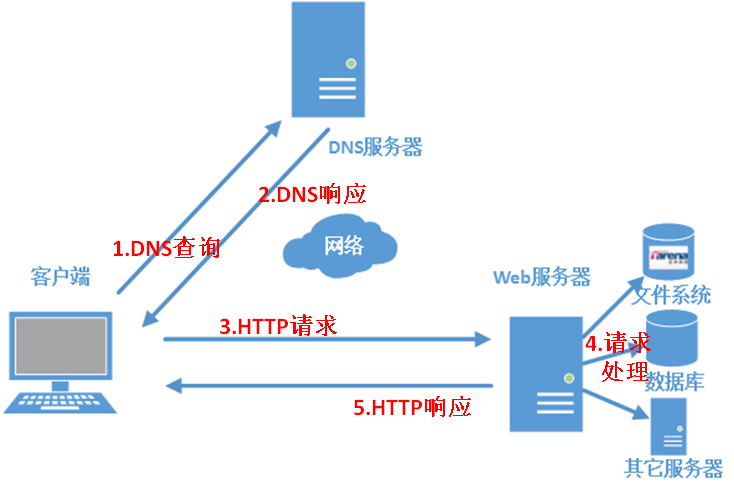 DNS服务器
2.DNS响应
1.DNS查询
网络
客户端
Web服务器
文件系统
3.HTTP请求
4.请求
处理
数据库
5.HTTP响应
其它服务器